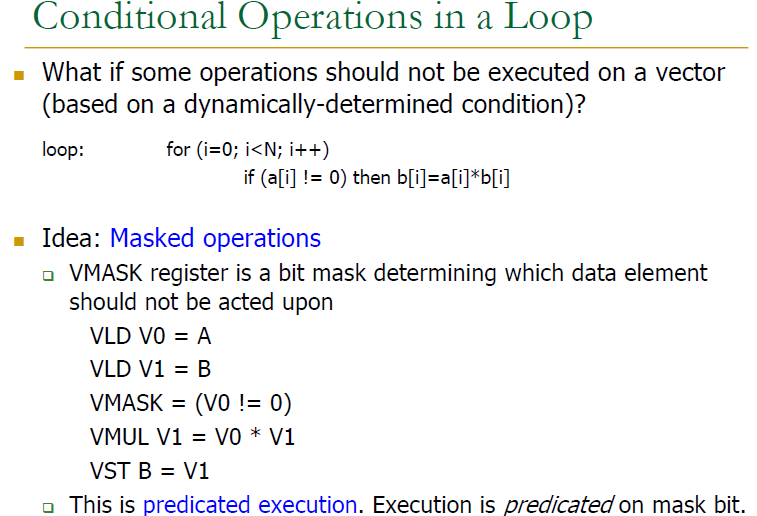 Conditional Operations in a Loop
What if some operations should not be executed on a vector
(based on a dynamically-determined condition)?
loop: for (i=0; i<N; i++)
if (a[i] != 0) then b[i]=a[i]*b[i]
Idea: Masked operations
VMASK register is a bit mask determining which data element
should not be acted upon
VLD V0 = A
VLD V1 = B
VMASK = (V0 != 0)
VMUL V1 = V0 * V1
VST B = V1
This is predicated execution. Execution is predicated on mask bit.